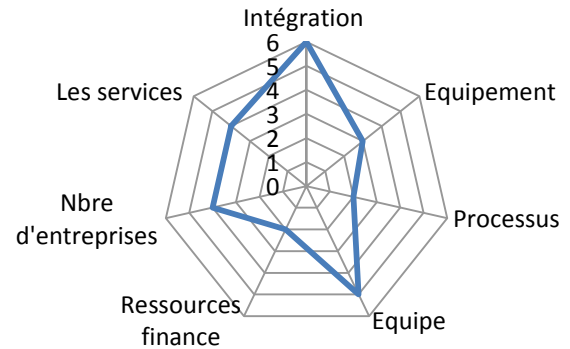 Intégration
6
5
4
3
2
1
0
Equipement
Processus
Equipe
Ressources
finance
Nbre
d'entreprises
Les services